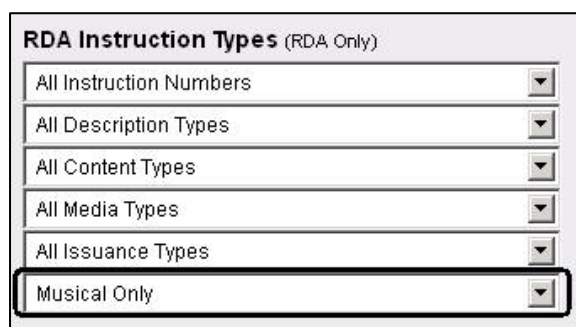 RDA Instruction Types (RDA Only)
All Instruction Numbers
All Description Types
All Content Types
All Media Types
All Issuance Types
Musical Only